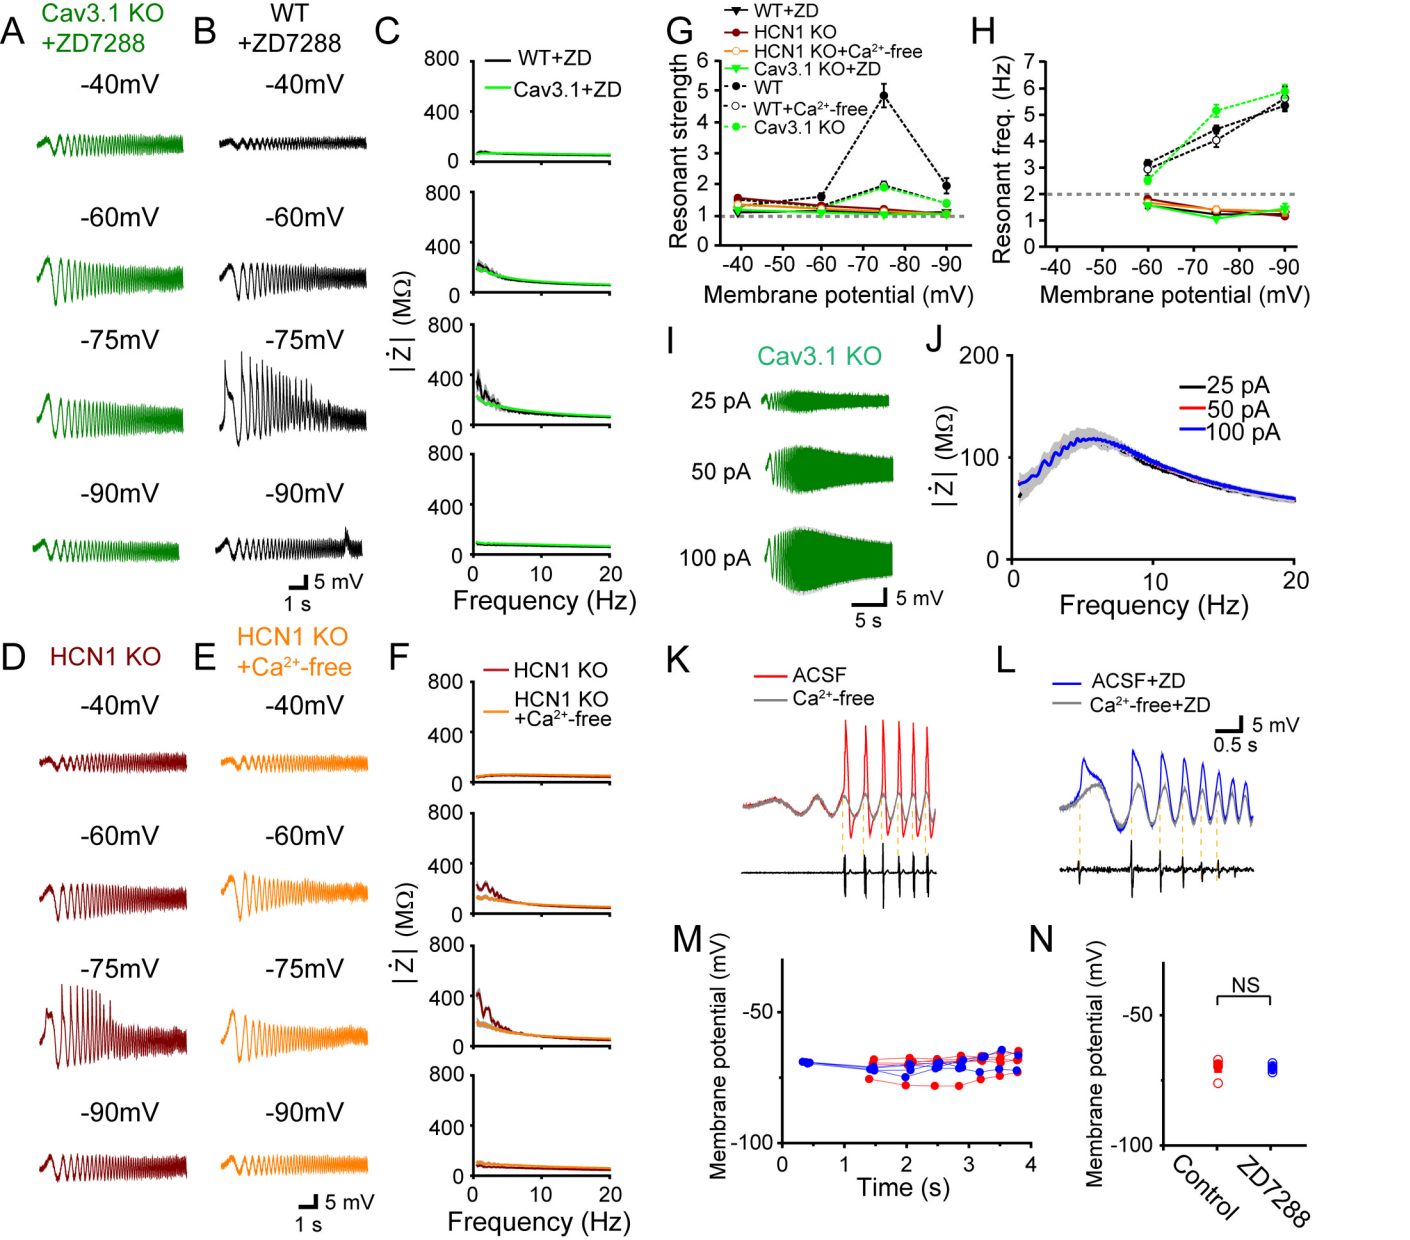 A
Cav3.1 KO
+ZD7288
-40mV
-60mV
-75mV
-90mV
B
WT
+ZD7288
-40mV
-60mV
-75mV
-90mV
5 mV
1 s
C
WT+ZD
Cav3.1+ZD
800
400
0
800
400
0
|Ż| (MΩ)
800
400
0
800
400
0
0 10 20
Frequency (Hz)
D
HCN1 KO
-40mV
-60mV
-75mV
-90mV
E
HCN1 KO
+Ca²⁺-free
-40mV
-60mV
-75mV
-90mV
5 mV
1 s
F
HCN1 KO
HCN1 KO
+Ca²⁺-free
800
400
0
800
400
0
|Ż| (MΩ)
800
400
0
800
400
0
0 10 20
Frequency (Hz)
G
WT+ZD
HCN1 KO
HCN1 KO+Ca²⁺-free
Cav3.1 KO+ZD
WT
WT+Ca²⁺-free
Cav3.1 KO
Resonant strength
6
5
4
3
2
1
0
-40 -50 -60 -70 -80 -90
Membrane potential (mV)
H
Resonant freq. (Hz)
7
6
5
4
3
2
1
0
-40 -50 -60 -70 -80 -90
Membrane potential (mV)
I
Cav3.1 KO
25 pA
50 pA
100 pA
5 mV
5 s
J
|Ż| (MΩ)
200
100
0
25 pA
50 pA
100 pA
0 10 20
Frequency (Hz)
K
ACSF
Ca²⁺-free
L
ACSF+ZD
Ca²⁺-free+ZD
5 mV
0.5 s
M
Membrane potential (mV)
-50
-100
0 1 2 3 4
Time (s)
N
Membrane potential (mV)
-50
-100
NS
Control
ZD7288